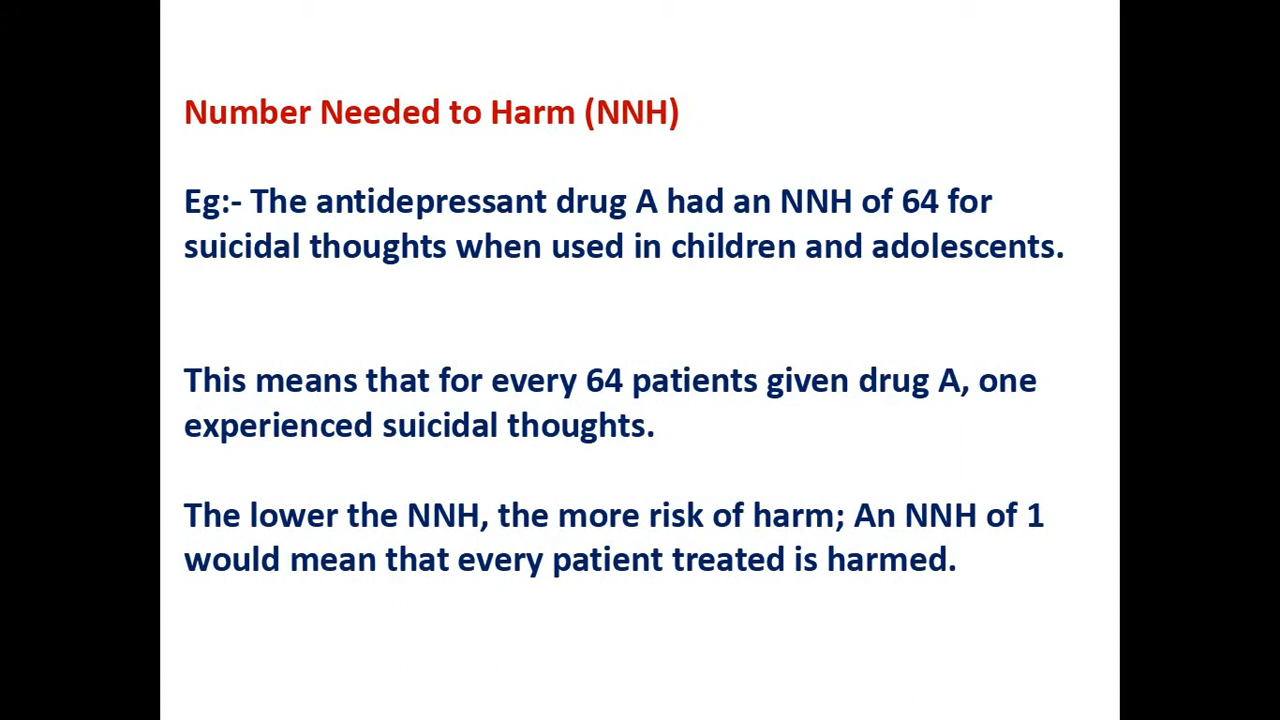 Number Needed to Harm (NNH)
Eg:- The antidepressant drug A had an NNH of 64 for
suicidal thoughts when used in children and adolescents.
This means that for every 64 patients given drug A, one
experienced suicidal thoughts.
The lower the NNH, the more risk of harm; An NNH of 1
would mean that every patient treated is harmed.